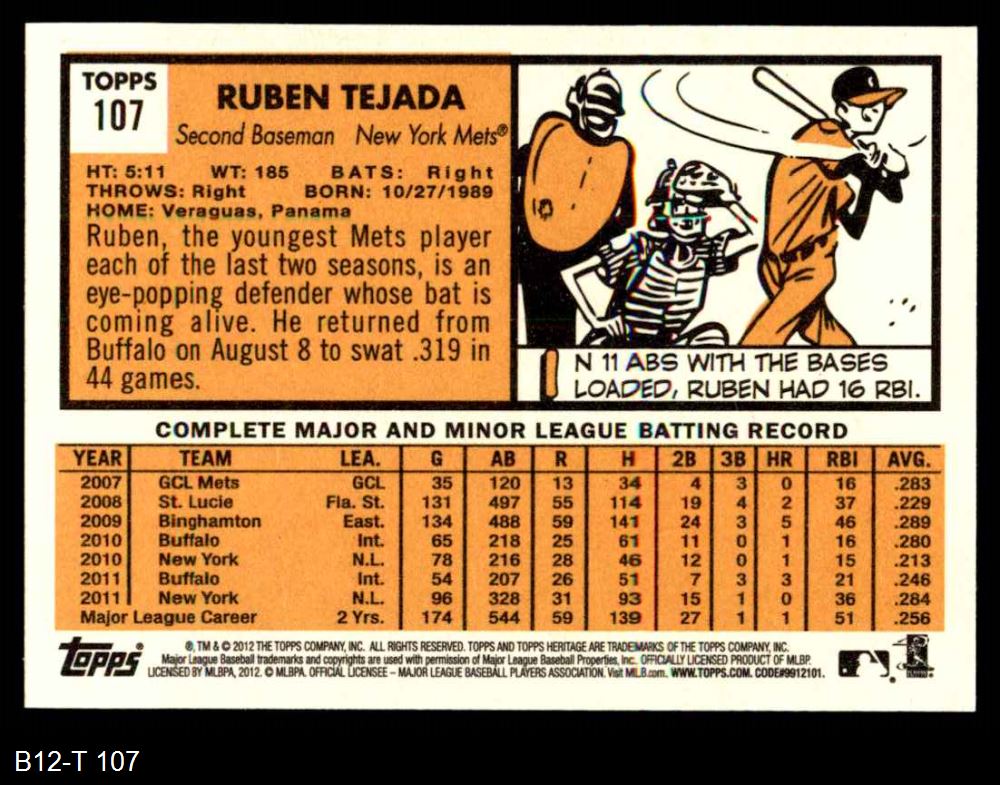 TOPPS
107
RUBEN TEJADA
Second Baseman New York Mets®
HT: 5:11 WT: 185 BATS: Right
THROWS: Right BORN: 10/27/1989
HOME: Veraguas, Panama
Ruben, the youngest Mets player
each of the last two seasons, is an
eye-popping defender whose bat is
coming alive. He returned from
Buffalo on August 8 to swat .319 in
44 games.
IN 11 ABS WITH THE BASES
LOADED, RUBEN HAD 16 RBI.
COMPLETE MAJOR AND MINOR LEAGUE BATTING RECORD
YEAR TEAM LEA. G AB R H 2B 3B HR RBI AVG.
2007 GCL Mets GCL 35 120 13 34 4 3 0 16 .283
2008 St. Lucie Fla. St. 131 497 55 114 19 4 2 37 .229
2009 Binghamton East. 134 488 59 141 24 3 5 46 .289
2010 Buffalo Int. 65 218 25 61 11 0 1 16 .280
2010 New York N.L. 78 216 28 46 12 0 1 15 .213
2011 Buffalo Int. 54 207 26 51 7 3 3 21 .246
2011 New York N.L. 96 328 31 93 15 1 0 36 .284
Major League Career 2 Yrs. 174 544 59 139 27 1 1 51 .256
Topps
®, TM & © 2012 THE TOPPS COMPANY, INC. ALL RIGHTS RESERVED. TOPPS AND TOPPS HERITAGE ARE TRADEMARKS OF THE TOPPS COMPANY, INC.
Major League Baseball trademarks and copyrights are used with permission of Major League Baseball Properties, Inc. OFFICIALLY LICENSED PRODUCT OF MLBP.
LICENSED BY MLBPA, 2012. © MLBPA. OFFICIAL LICENSEE – MAJOR LEAGUE BASEBALL PLAYERS ASSOCIATION. Visit MLB.com. WWW.TOPPS.COM. CODE#9912101.
B12-T 107